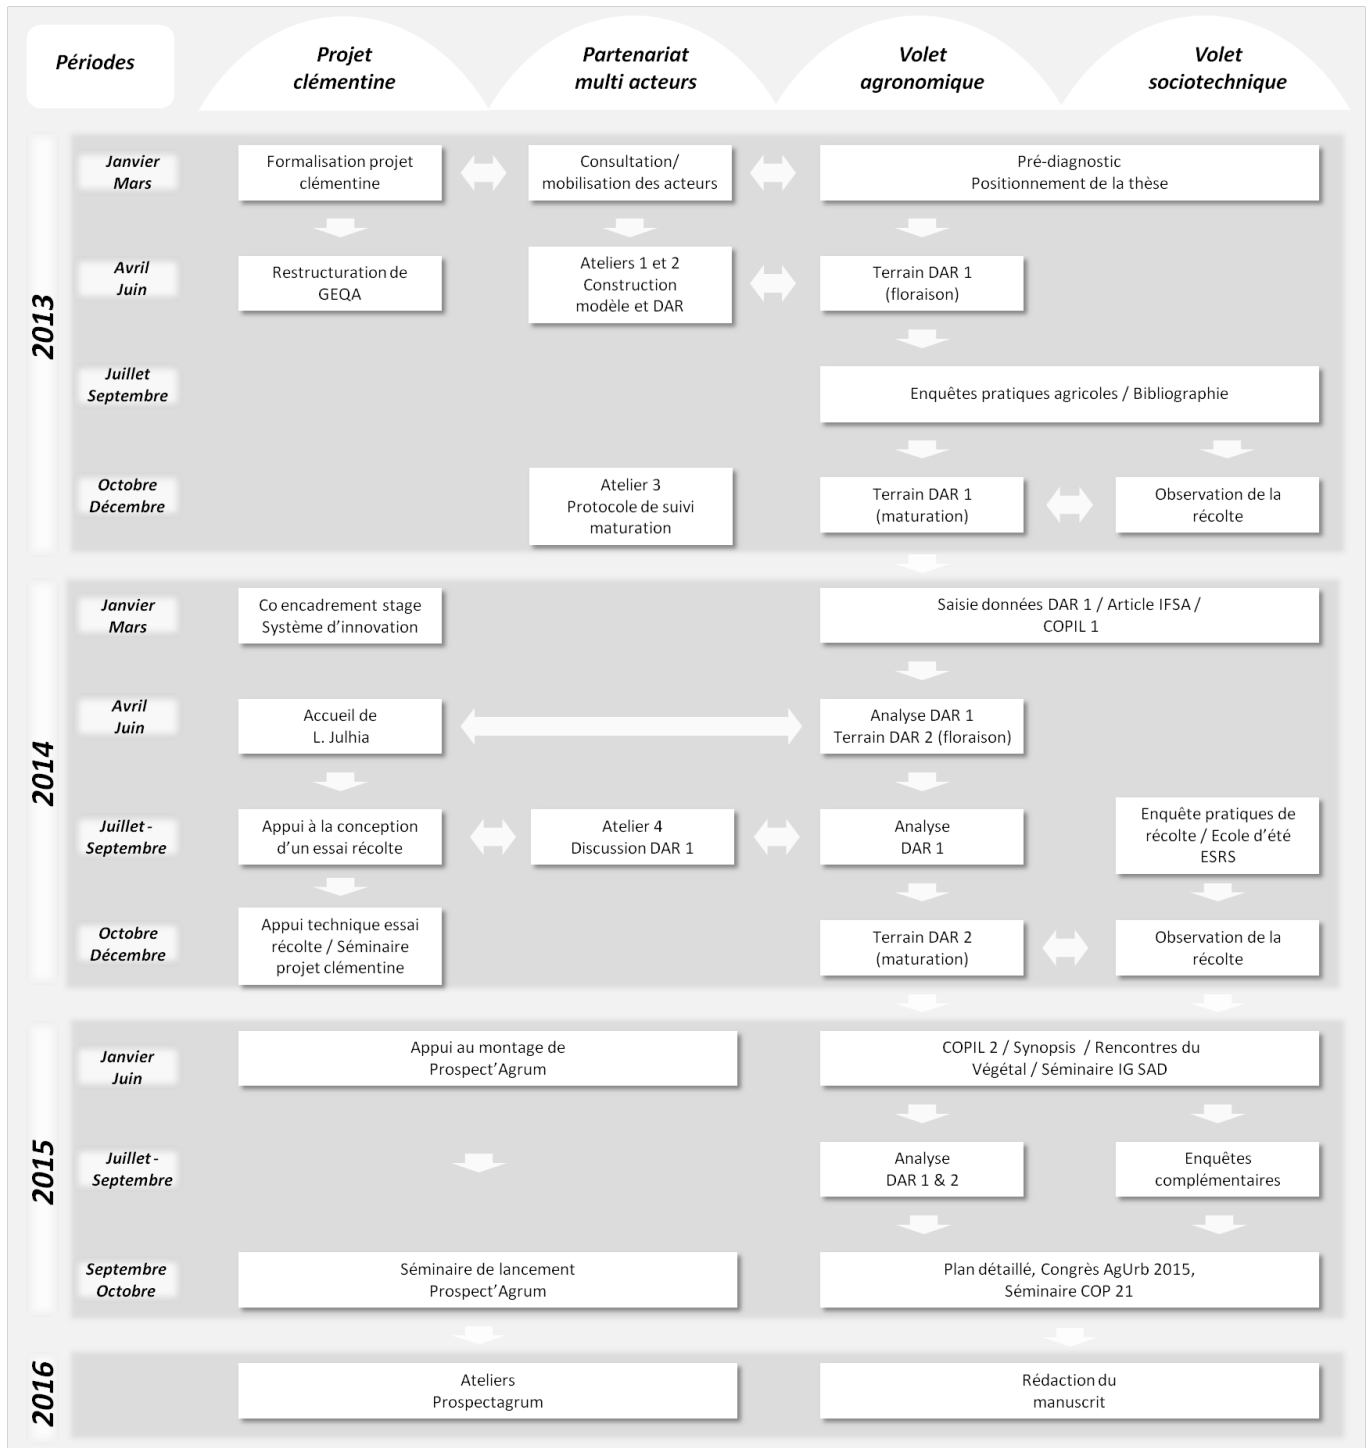 Périodes
Projet
clémentine
Partenariat
multi acteurs
Volet
agronomique
Volet
sociotechnique
2013
Janvier
Mars
Formalisation projet
clémentine
Consultation/
mobilisation des acteurs
Pré-diagnostic
Positionnement de la thèse
Avril
Juin
Restructuration de
GEQA
Ateliers 1 et 2
Construction
modèle et DAR
Terrain DAR 1
(floraison)
Juillet
Septembre
Enquêtes pratiques agricoles / Bibliographie
Octobre
Décembre
Atelier 3
Protocole de suivi
maturation
Terrain DAR 1
(maturation)
Observation de la
récolte
2014
Janvier
Mars
Co encadrement stage
Système d’innovation
Saisie données DAR 1 / Article IFSA /
COPIL 1
Avril
Juin
Accueil de
L. Julhia
Analyse DAR 1
Terrain DAR 2 (floraison)
Juillet -
Septembre
Appui à la conception
d’un essai récolte
Atelier 4
Discussion DAR 1
Analyse
DAR 1
Enquête pratiques de
récolte / Ecole d’été
ESRS
Octobre
Décembre
Appui technique essai
récolte / Séminaire
projet clémentine
Terrain DAR 2
(maturation)
Observation de la
récolte
2015
Janvier
Juin
Appui au montage de
Prospect’Agrum
COPIL 2 / Synopsis / Rencontres du
Végétal / Séminaire IG SAD
Juillet -
Septembre
Analyse
DAR 1 & 2
Enquêtes
complémentaires
Septembre
Octobre
Séminaire de lancement
Prospect’Agrum
Plan détaillé, Congrès AgUrb 2015,
Séminaire COP 21
2016
Ateliers
Prospectagrum
Rédaction du
manuscrit